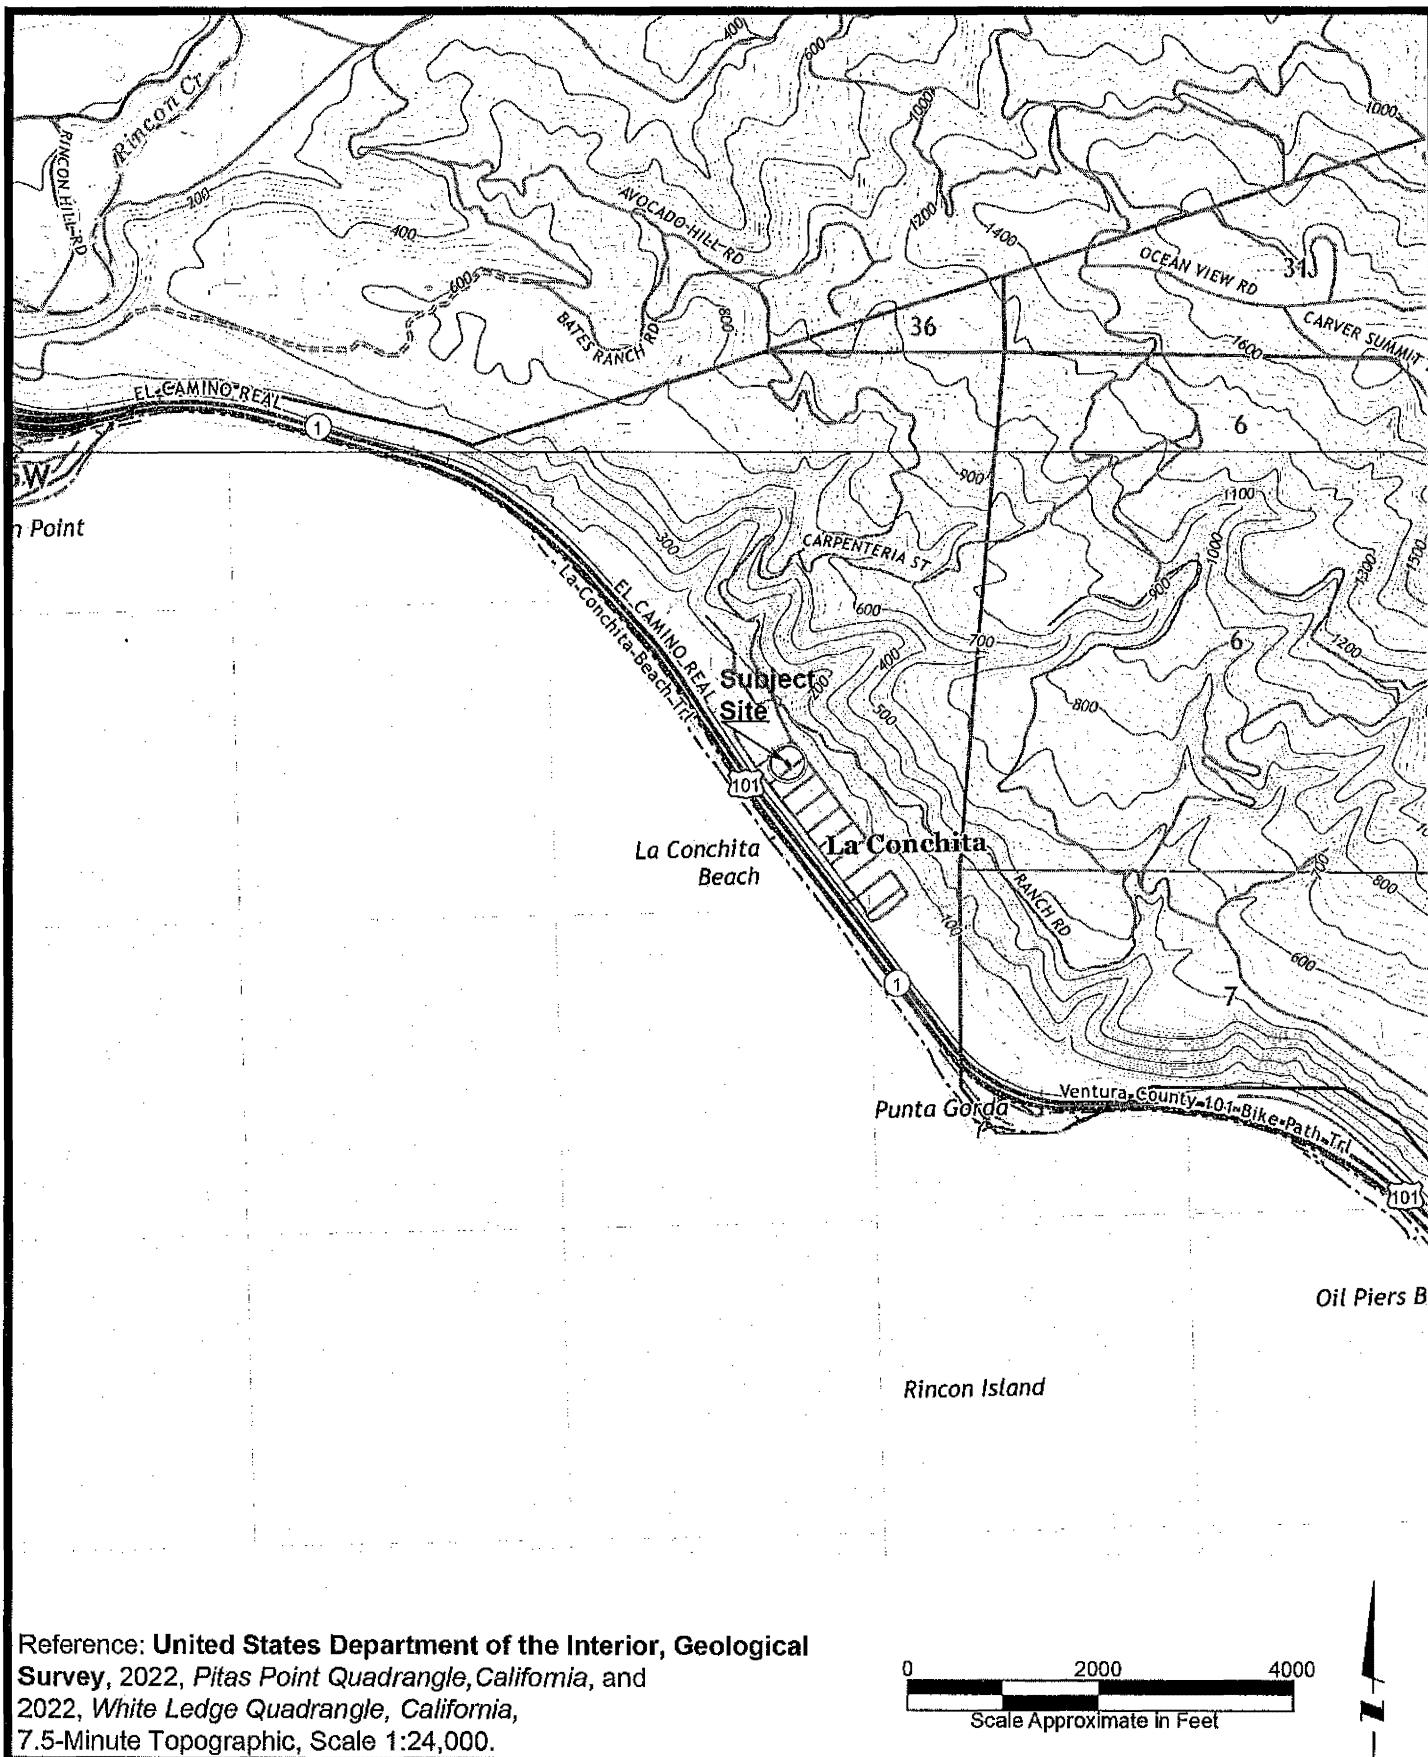 400
600
1000
1000
Rincon Cr
RINCON HILL RD
200
400
AVOCADO HILL RD
1200
1400
OCEAN VIEW RD
31
600
BATES RANCH RD
800
36
CARVER SUMMIT
1600
EL CAMINO REAL
1
6
5W
n Point
900
1100
300
CARPENTERIA ST
1000
1300
1500
900
EL CAMINO REAL
La Conchita Beach Trl
600
700
400
6
1200
Subject
Site
200
500
800
101
La Conchita
Beach
La Conchita
700
800
RANCH RD
100
600
1
7
Punta Gorda
Ventura County 101 Bike Path Trl
101
Oil Piers B
Rincon Island
Reference: United States Department of the Interior, Geological
Survey, 2022, Pitas Point Quadrangle, California, and
2022, White Ledge Quadrangle, California,
7.5-Minute Topographic, Scale 1:24,000.
0 2000 4000
Scale Approximate in Feet